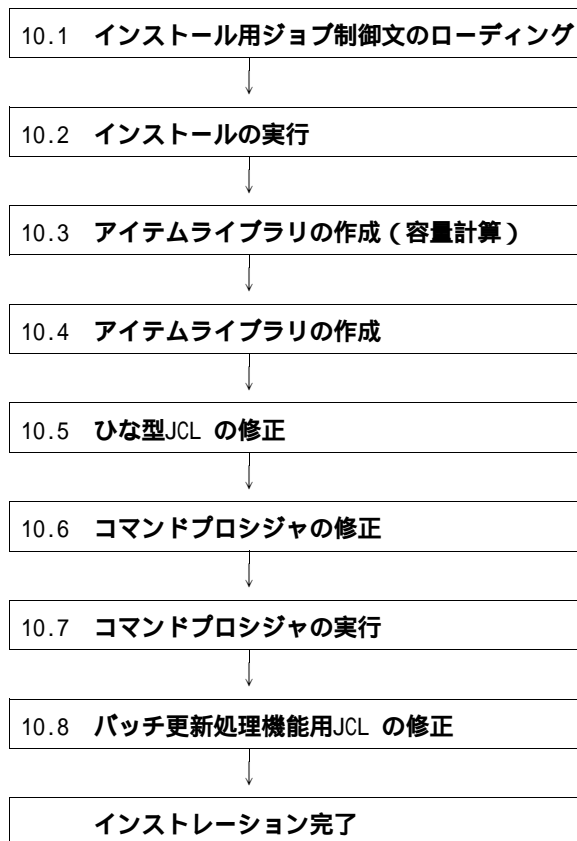 10.1 インストール用ジョブ制御文のローディング
10.2 インストールの実行
10.3 アイテムライブラリの作成(容量計算)
10.4 アイテムライブラリの作成
10.5 ひな型JCL の修正
10.6 コマンドプロシジャの修正
10.7 コマンドプロシジャの実行
10.8 バッチ更新処理機能用JCL の修正
インストレーション完了